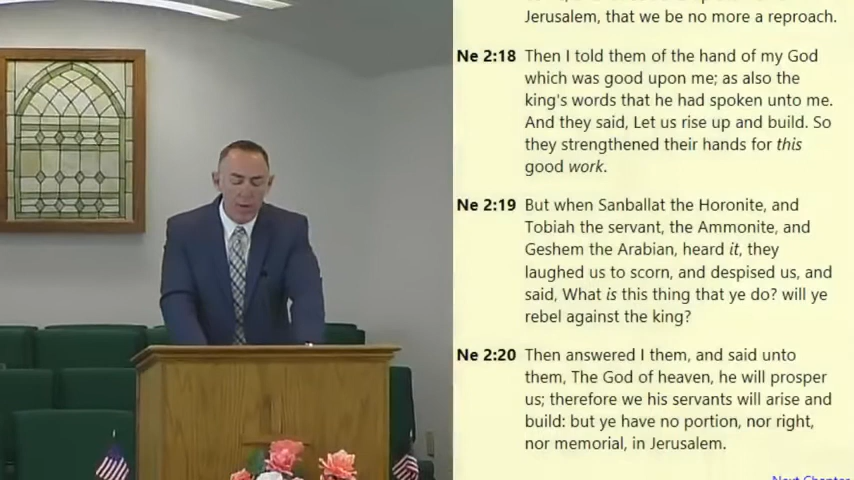 Jerusalem, that we be no more a reproach.
Ne 2:18 Then I told them of the hand of my God
which was good upon me; as also the
king's words that he had spoken unto me.
And they said, Let us rise up and build. So
they strengthened their hands for this
good work.
Ne 2:19 But when Sanballat the Horonite, and
Tobiah the servant, the Ammonite, and
Geshem the Arabian, heard it, they
laughed us to scorn, and despised us, and
said, What is this thing that ye do? will ye
rebel against the king?
Ne 2:20 Then answered I them, and said unto
them, The God of heaven, he will prosper
us; therefore we his servants will arise and
build: but ye have no portion, nor right,
nor memorial, in Jerusalem.
Next Chapter